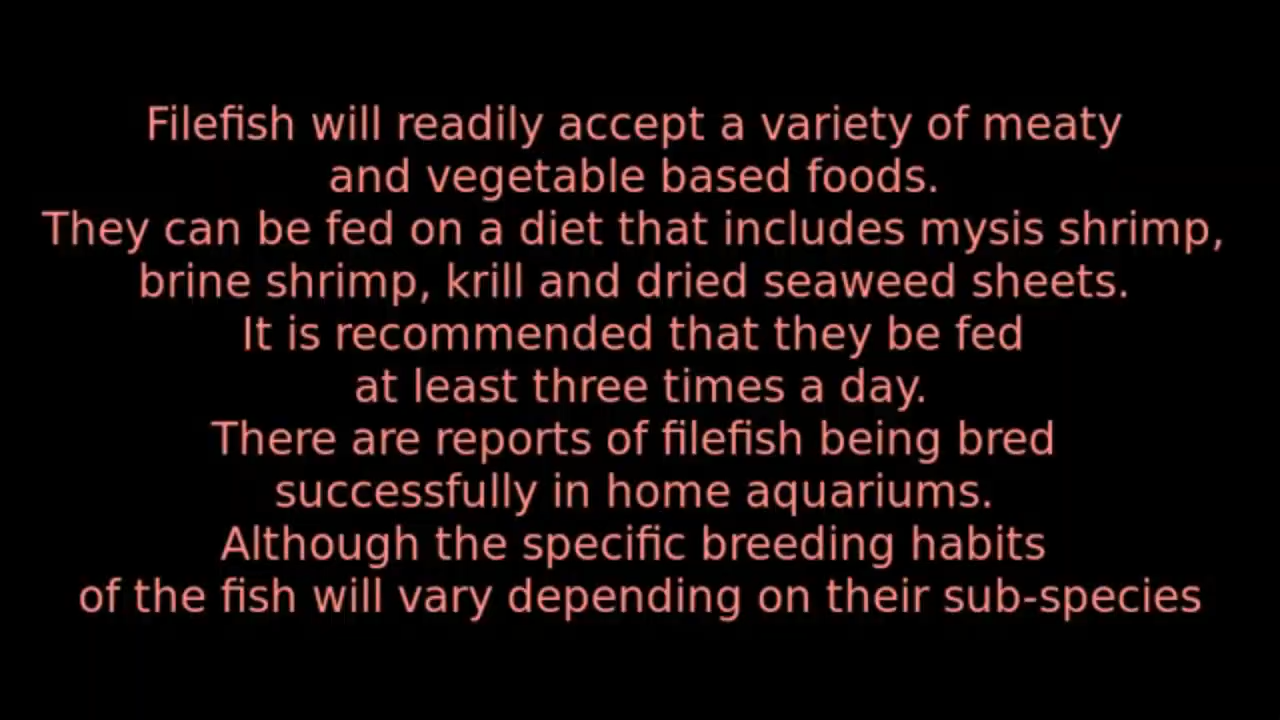 Filefish will readily accept a variety of meaty
and vegetable based foods.
They can be fed on a diet that includes mysis shrimp,
brine shrimp, krill and dried seaweed sheets.
It is recommended that they be fed
at least three times a day.
There are reports of filefish being bred
successfully in home aquariums.
Although the specific breeding habits
of the fish will vary depending on their sub-species